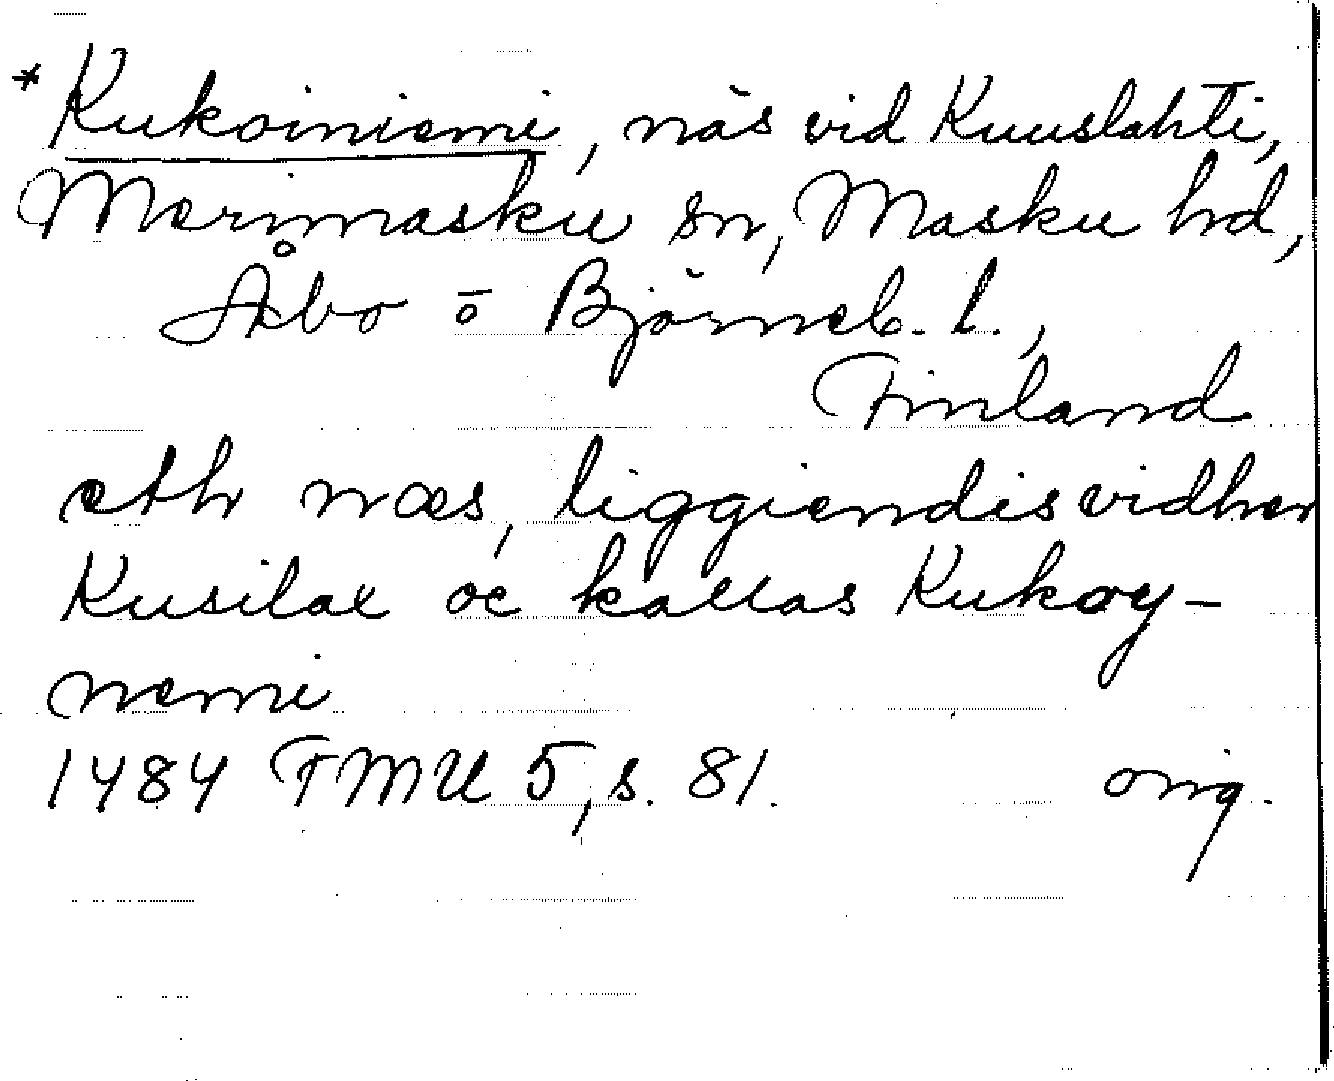 *Kukoiniemi, näs vid Kuuslahti,
Merimasku sn, Masku hd,
Åbo o Björneb. l.,
Finland
eth næs, liggiendis vidher
Kusilax oc kallas Kukoy-
nemi
1484 FMU 5, s. 81. orig.